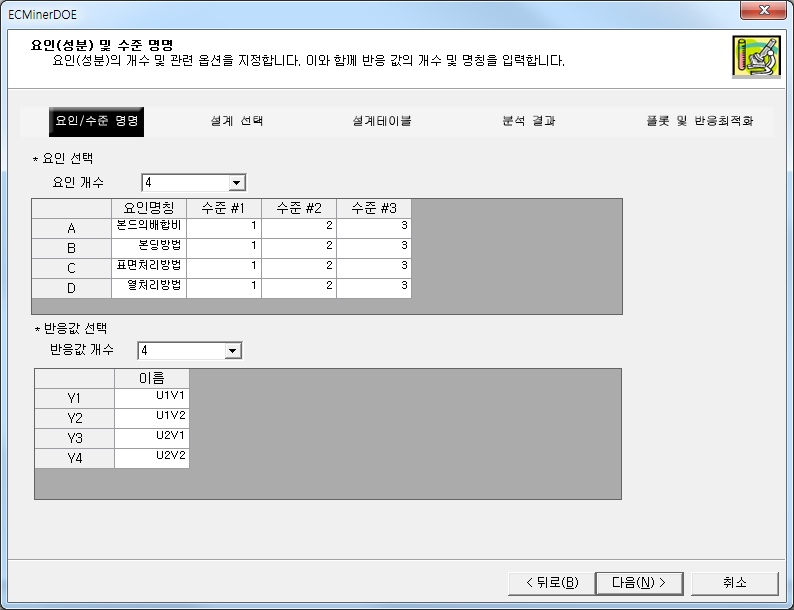 ECMinerDOE
요인(성분) 및 수준 명명
요인(성분)의 개수 및 관련 옵션을 지정합니다. 이와 함께 반응 값의 개수 및 명칭을 입력합니다.
요인/수준 명명 설계 선택 설계테이블 분석 결과 플롯 및 반응최적화
* 요인 선택
요인 개수 4
요인명칭 수준 #1 수준 #2 수준 #3
A 본드의배합비 1 2 3
B 본딩방법 1 2 3
C 표면처리방법 1 2 3
D 열처리방법 1 2 3
* 반응값 선택
반응값 개수 4
이름
Y1 U1V1
Y2 U1V2
Y3 U2V1
Y4 U2V2
< 뒤로(B) 다음(N) > 취소